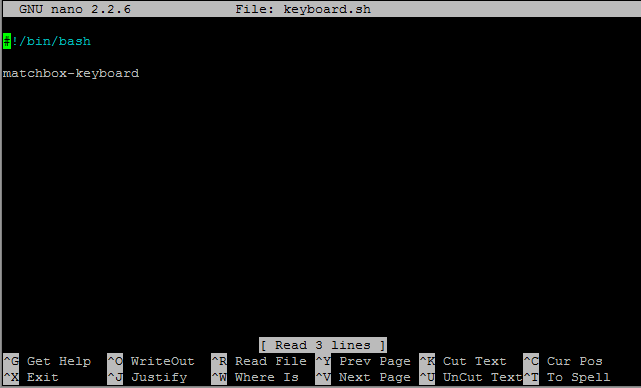 GNU nano 2.2.6 File: keyboard.sh
#!/bin/bash
matchbox-keyboard
[ Read 3 lines ]
^G Get Help ^O WriteOut ^R Read File ^Y Prev Page ^K Cut Text ^C Cur Pos
^X Exit ^J Justify ^W Where Is ^V Next Page ^U UnCut Text ^T To Spell